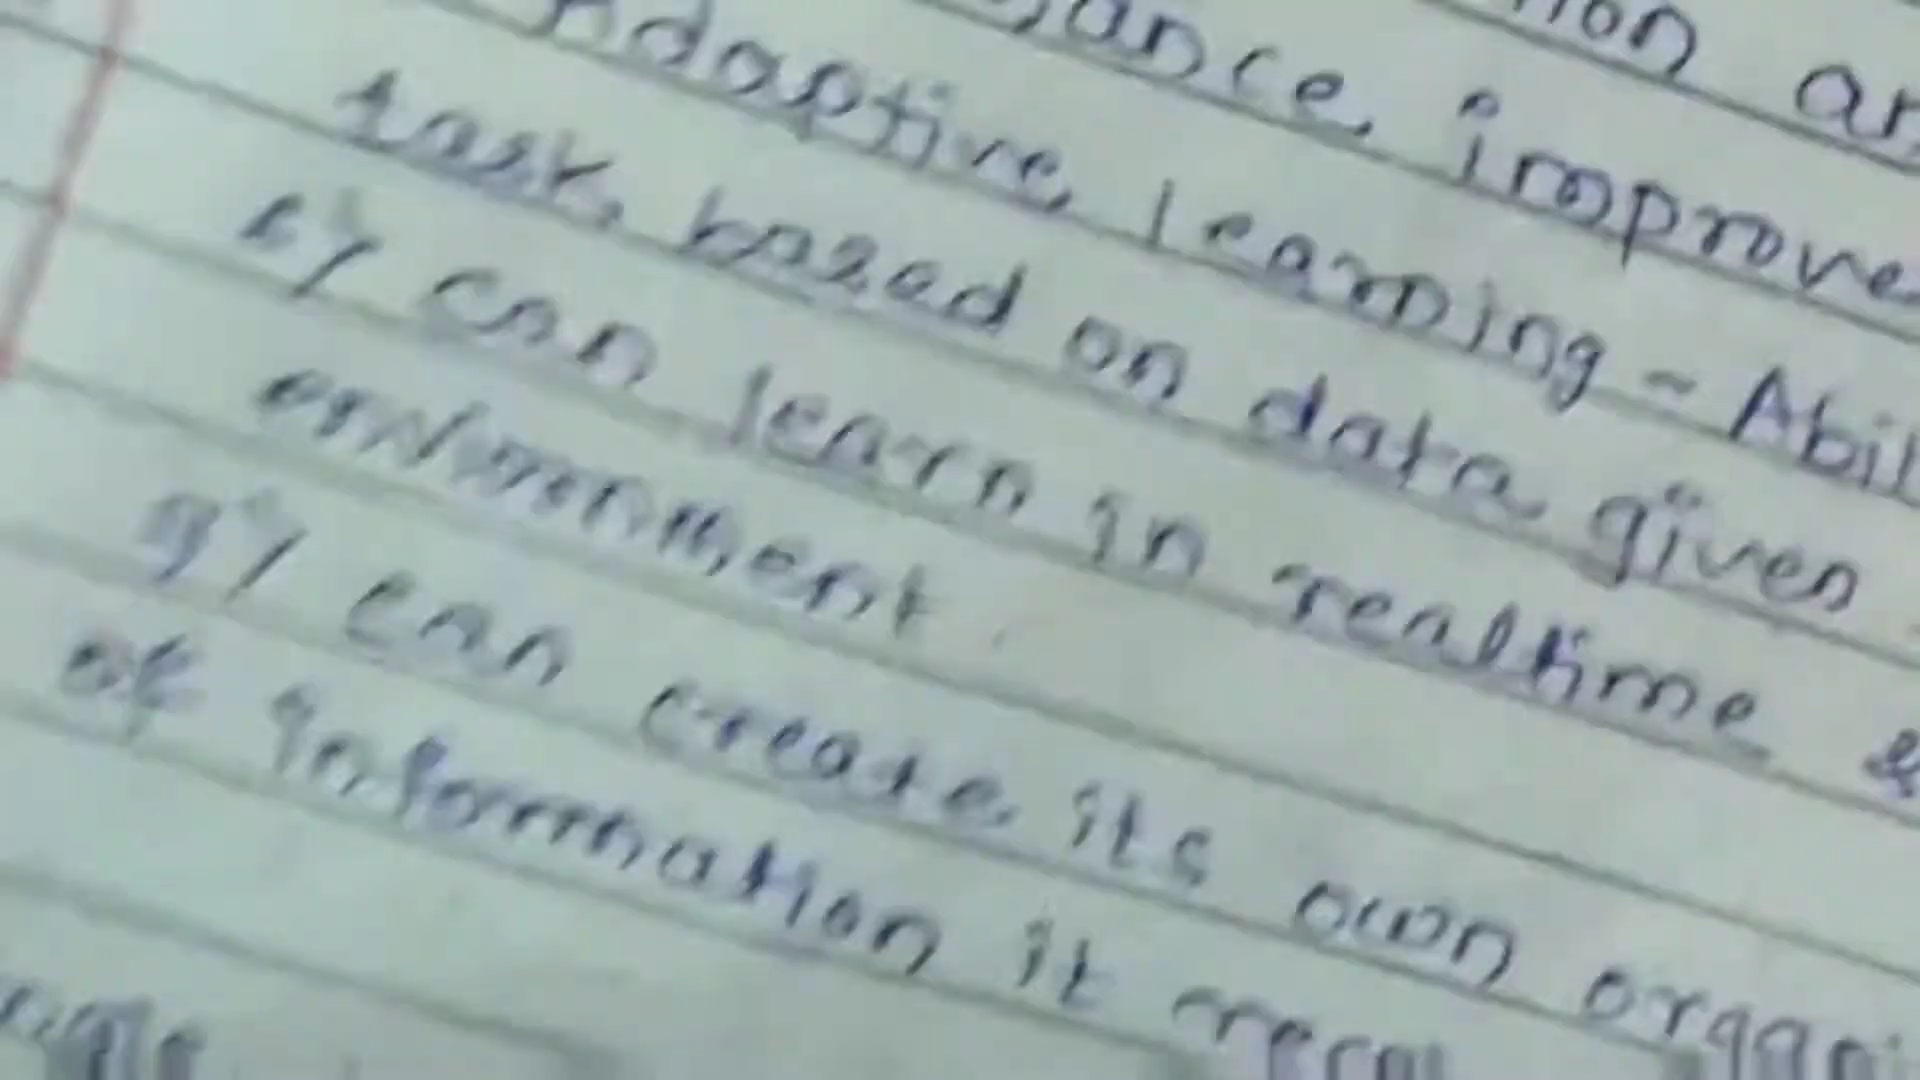 improve
Adaptive learning - Abil
task based on data given
can learn in realtime &
environment.
can create its own organi
of information it